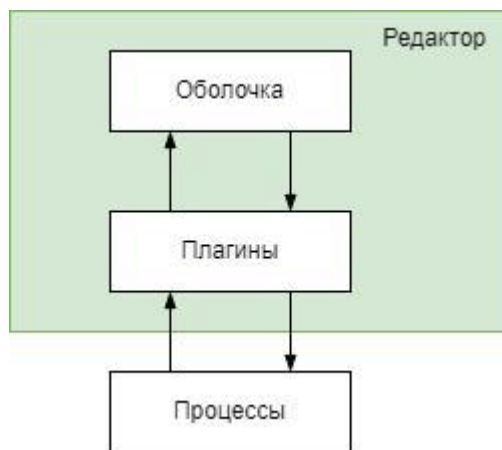 Редактор
Оболочка
Плагины
Процессы